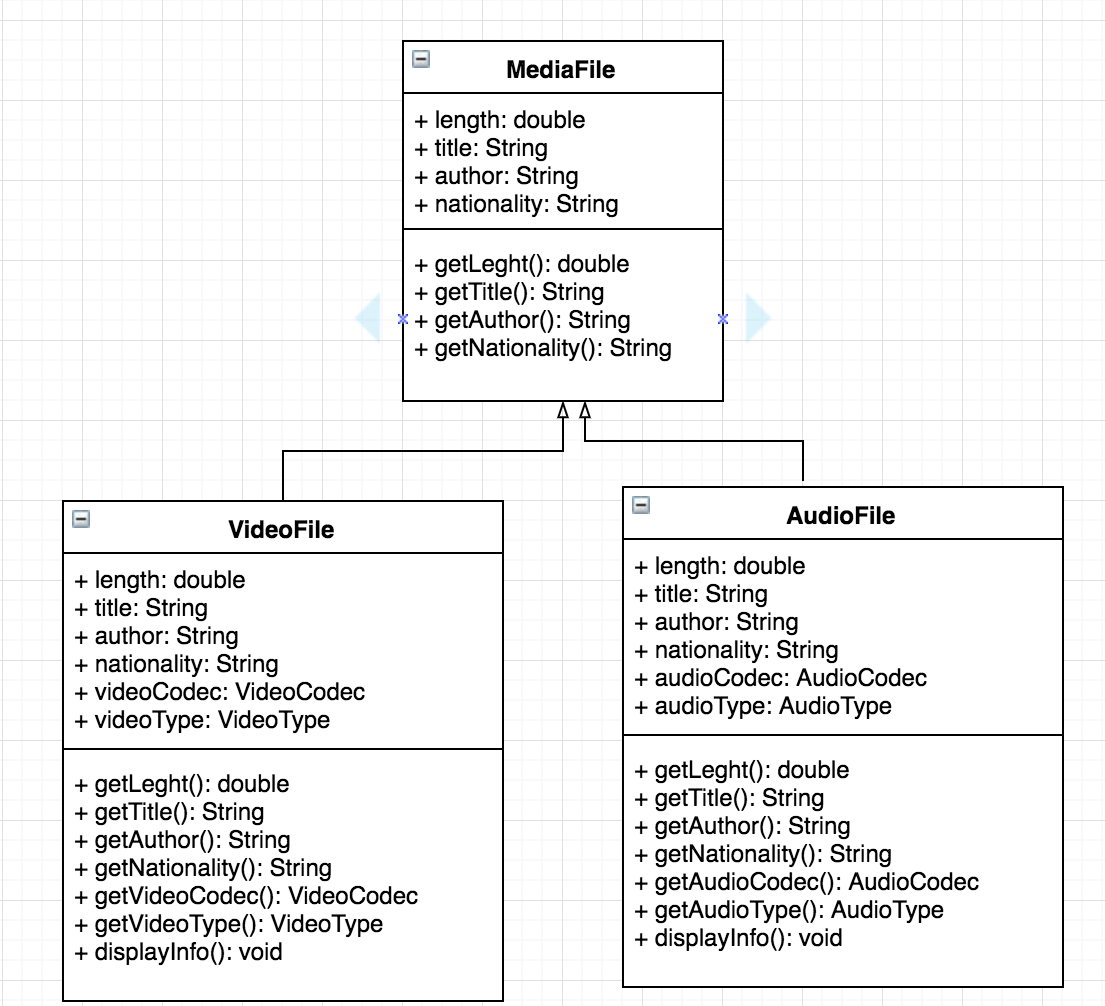 MediaFile
+ length: double
+ title: String
+ author: String
+ nationality: String
+ getLeght(): double
+ getTitle(): String
+ getAuthor(): String
+ getNationality(): String
VideoFile
+ length: double
+ title: String
+ author: String
+ nationality: String
+ videoCodec: VideoCodec
+ videoType: VideoType
+ getLeght(): double
+ getTitle(): String
+ getAuthor(): String
+ getNationality(): String
+ getVideoCodec(): VideoCodec
+ getVideoType(): VideoType
+ displayInfo(): void
AudioFile
+ length: double
+ title: String
+ author: String
+ nationality: String
+ audioCodec: AudioCodec
+ audioType: AudioType
+ getLeght(): double
+ getTitle(): String
+ getAuthor(): String
+ getNationality(): String
+ getAudioCodec(): AudioCodec
+ getAudioType(): AudioType
+ displayInfo(): void